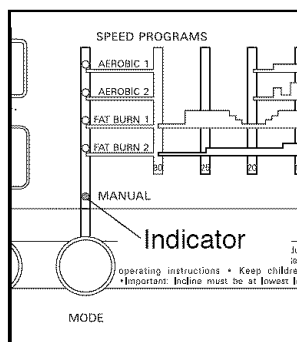 SPEED PROGRAMS
AEROBIC 1
AEROBIC 2
FAT BURN 1
FAT BURN 2
MANUAL
Indicator
operating instructions • Keep childre
• Important: Incline must be at lowest l
MODE